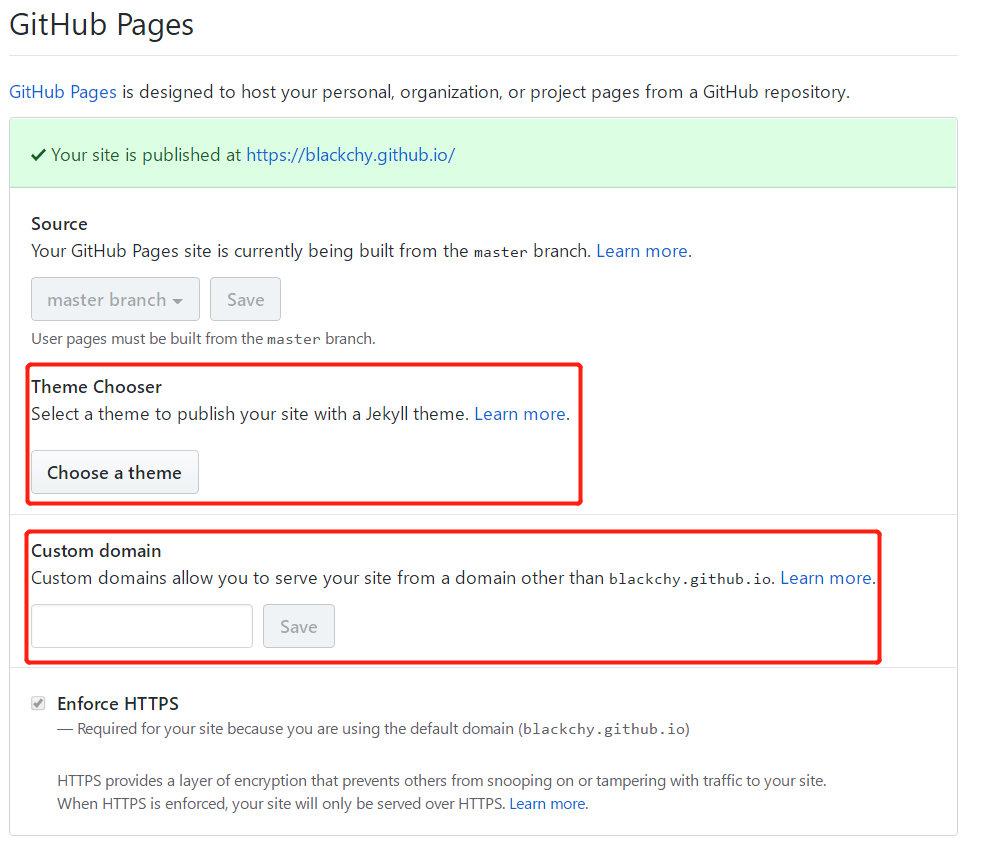 GitHub Pages
GitHub Pages is designed to host your personal, organization, or project pages from a GitHub repository.
Your site is published at https://blackchy.github.io/
Source
Your GitHub Pages site is currently being built from the master branch. Learn more.
master branch
Save
User pages must be built from the master branch.
Theme Chooser
Select a theme to publish your site with a Jekyll theme. Learn more.
Choose a theme
Custom domain
Custom domains allow you to serve your site from a domain other than blackchy.github.io. Learn more.
Save
Enforce HTTPS
— Required for your site because you are using the default domain (blackchy.github.io)
HTTPS provides a layer of encryption that prevents others from snooping on or tampering with traffic to your site.
When HTTPS is enforced, your site will only be served over HTTPS. Learn more.